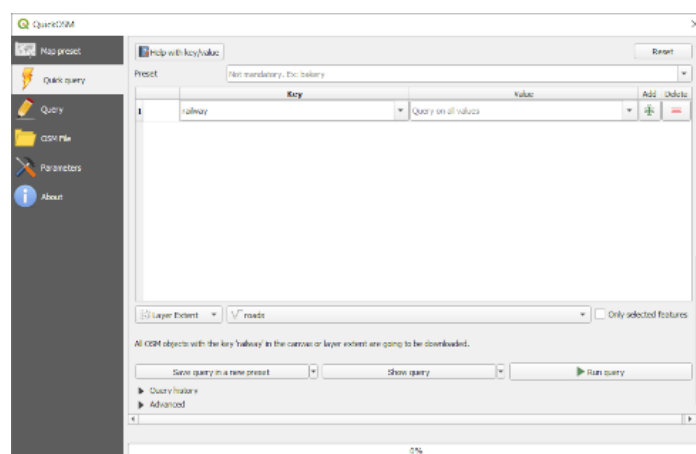 QuickOSM
Map preset
Help with key/value
Reset
Quick query
Preset
Not mandatory. Ex: bakery
Key
Value
Add
Delete
Query
1
railway
Query on all values
OSM File
Parameters
About
Layer Extent
roads
Only selected features
All OSM objects with the key 'railway' in the canvas or layer extent are going to be downloaded.
Save query in a new preset
Show query
Run query
Query history
Advanced
0%